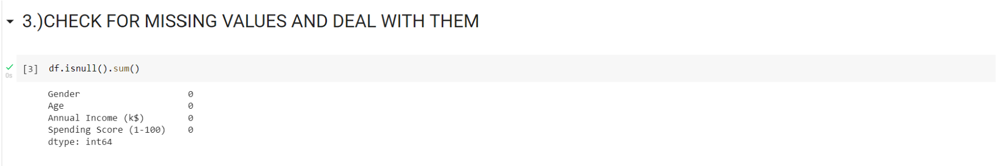 3.)CHECK FOR MISSING VALUES AND DEAL WITH THEM
[3] df.isnull().sum()
0s
Gender 0
Age 0
Annual Income (k$) 0
Spending Score (1-100) 0
dtype: int64